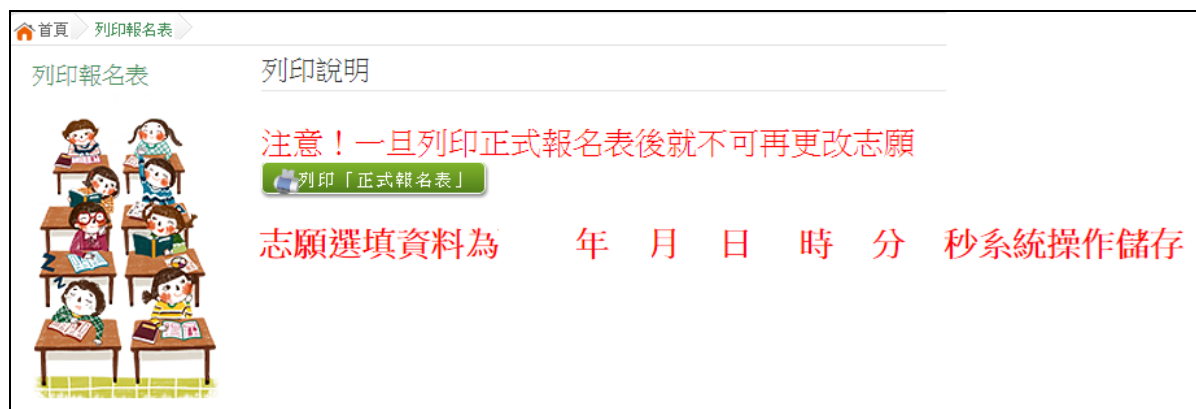 首頁 列印報名表
列印報名表
列印說明
注意！一旦列印正式報名表後就不可再更改志願
列印「正式報名表」
志願選填資料為 年 月 日 時 分 秒系統操作儲存